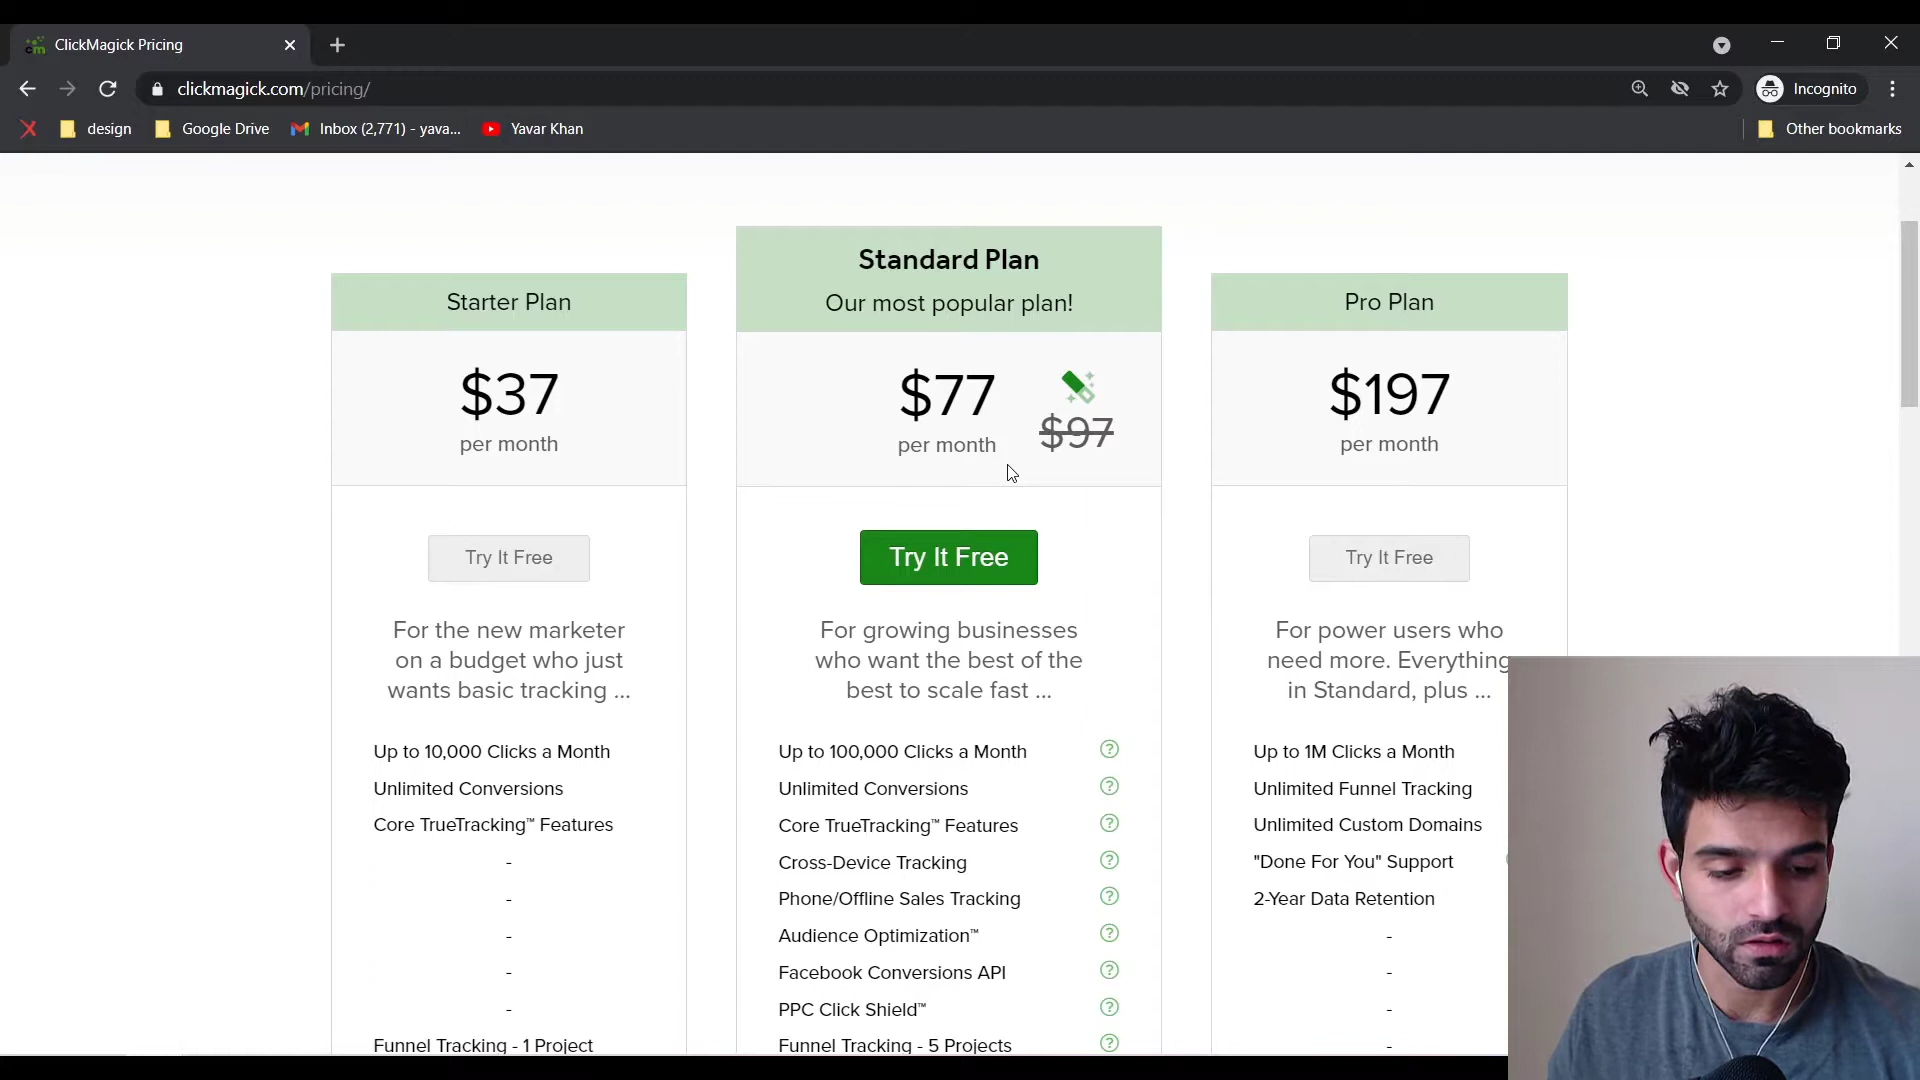 ClickMagick Pricing
clickmagick.com/pricing/
Incognito
design
Google Drive
Inbox (2,771) - yava...
Yavar Khan
Other bookmarks
Starter Plan
$37
per month
Try It Free
For the new marketer
on a budget who just
wants basic tracking ...
Up to 10,000 Clicks a Month
Unlimited Conversions
Core TrueTracking™ Features
-
-
-
-
-
Funnel Tracking - 1 Project
Standard Plan
Our most popular plan!
$77
per month
$97
Try It Free
For growing businesses
who want the best of the
best to scale fast ...
Up to 100,000 Clicks a Month
Unlimited Conversions
Core TrueTracking™ Features
Cross-Device Tracking
Phone/Offline Sales Tracking
Audience Optimization™
Facebook Conversions API
PPC Click Shield™
Funnel Tracking - 5 Projects
Pro Plan
$197
per month
Try It Free
For power users who
need more. Everything
in Standard, plus ...
Up to 1M Clicks a Month
Unlimited Funnel Tracking
Unlimited Custom Domains
"Done For You" Support
2-Year Data Retention
-
-
-
-